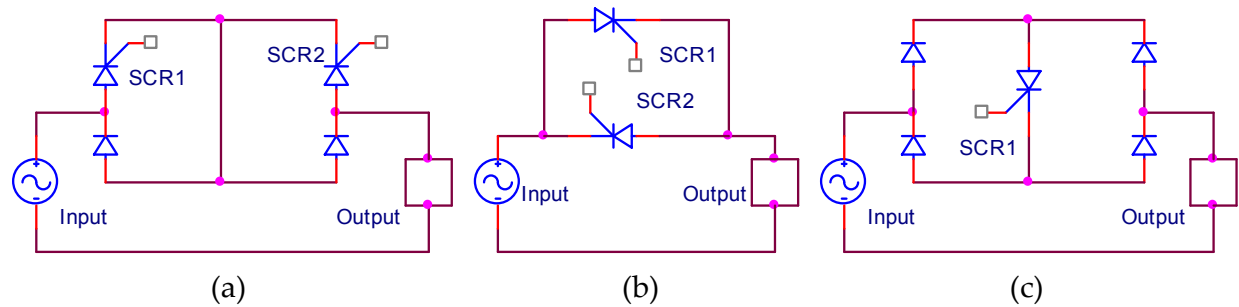 SCR1
SCR2
Input
Output
(a)
SCR1
SCR2
Input
Output
(b)
SCR1
Input
Output
(c)